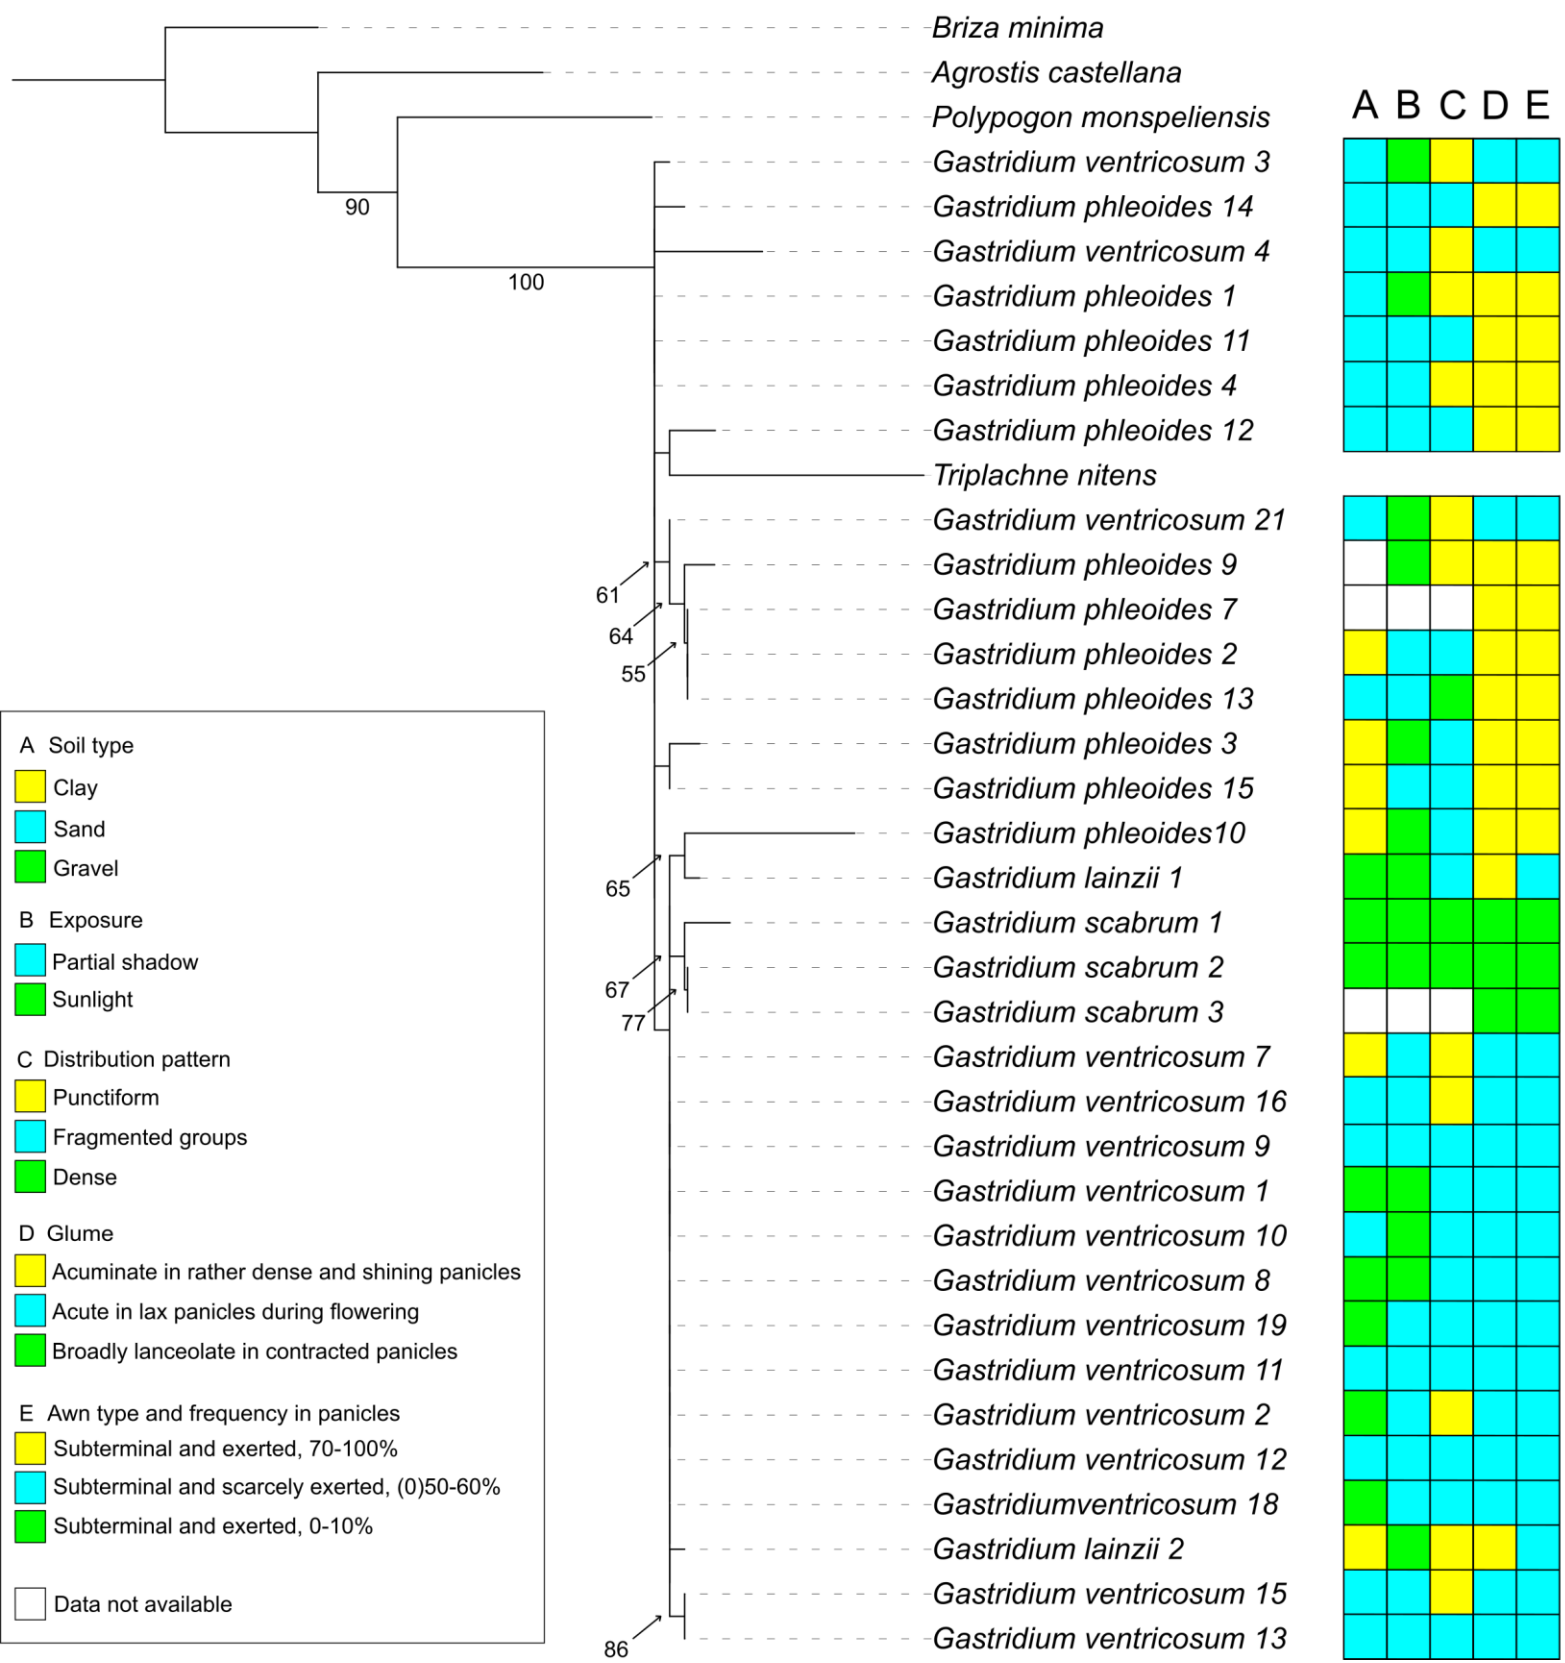 Briza minima
Agrostis castellana
A B C D E
Polypogon monspeliensis
Gastridium ventricosum 3
90
Gastridium phleoides 14
Gastridium ventricosum 4
100
Gastridium phleoides 1
Gastridium phleoides 11
Gastridium phleoides 4
Gastridium phleoides 12
Triplachne nitens
Gastridium ventricosum 21
Gastridium phleoides 9
61
Gastridium phleoides 7
64
Gastridium phleoides 2
55
Gastridium phleoides 13
Gastridium phleoides 3
Gastridium phleoides 15
Gastridium phleoides10
Gastridium lainzii 1
65
Gastridium scabrum 1
Gastridium scabrum 2
67
Gastridium scabrum 3
77
Gastridium ventricosum 7
Gastridium ventricosum 16
Gastridium ventricosum 9
Gastridium ventricosum 1
Gastridium ventricosum 10
Gastridium ventricosum 8
Gastridium ventricosum 19
Gastridium ventricosum 11
Gastridium ventricosum 2
Gastridium ventricosum 12
Gastridiumventricosum 18
Gastridium lainzii 2
Gastridium ventricosum 15
Gastridium ventricosum 13
86
A Soil type
Clay
Sand
Gravel
B Exposure
Partial shadow
Sunlight
C Distribution pattern
Punctiform
Fragmented groups
Dense
D Glume
Acuminate in rather dense and shining panicles
Acute in lax panicles during flowering
Broadly lanceolate in contracted panicles
E Awn type and frequency in panicles
Subterminal and exerted, 70-100%
Subterminal and scarcely exerted, (0)50-60%
Subterminal and exerted, 0-10%
Data not available